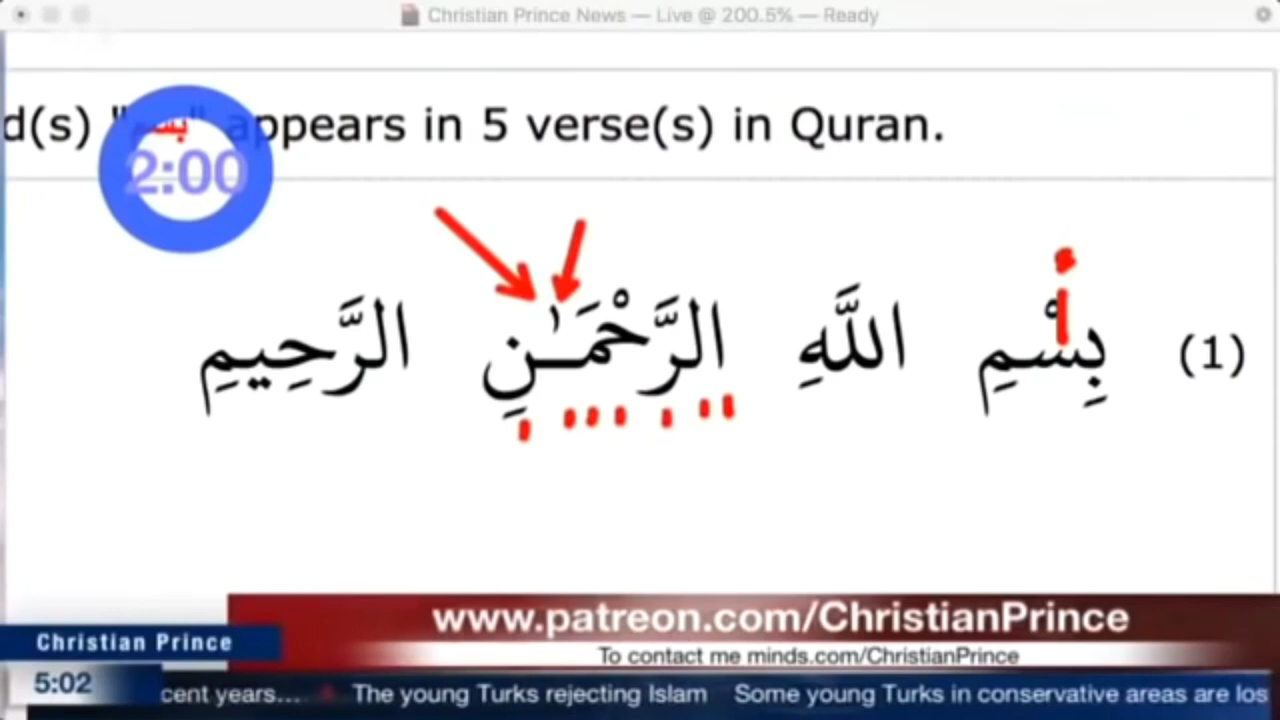 Christian Prince News — Live @ 200.5% — Ready
d(s) "بسم" appears in 5 verse(s) in Quran.
2:00
أ
(1) بِسْمِ اللَّهِ الرَّحْمَـٰنِ الرَّحِيمِ
www.patreon.com/ChristianPrince
Christian Prince
To contact me minds.com/ChristianPrince
5:02
cent years... The young Turks rejecting Islam Some young Turks in conservative areas are los